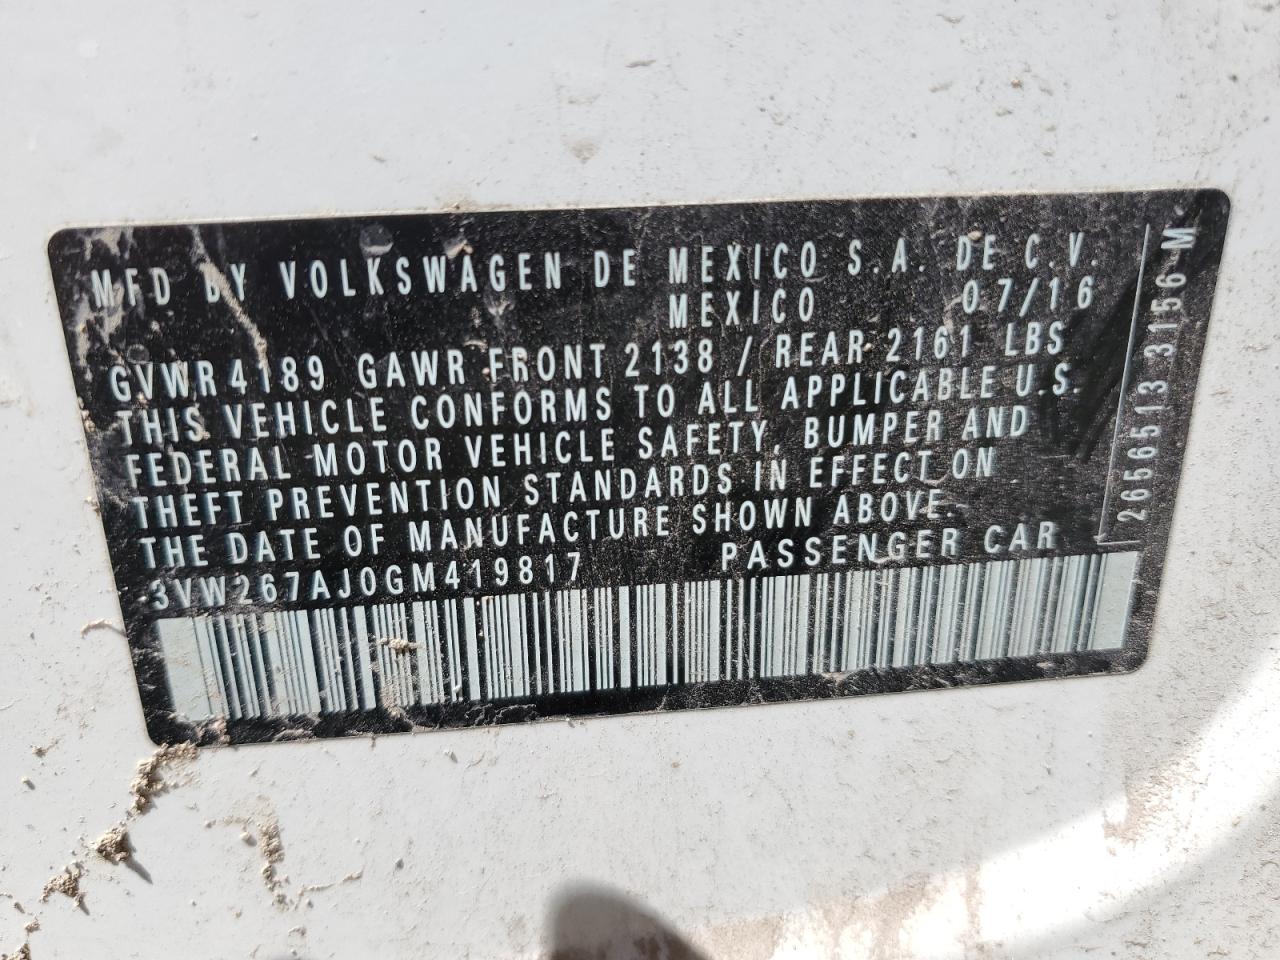 MFD BY VOLKSWAGEN DE MEXICO S.A. DE C.V.
MEXICO 07/16
GVWR 4189 GAWR FRONT 2138 / REAR 2161 LBS
THIS VEHICLE CONFORMS TO ALL APPLICABLE U.S.
FEDERAL MOTOR VEHICLE SAFETY, BUMPER AND
THEFT PREVENTION STANDARDS IN EFFECT ON
THE DATE OF MANUFACTURE SHOWN ABOVE.
3VW267AJ0GM419817 PASSENGER CAR
2666513 3156 M